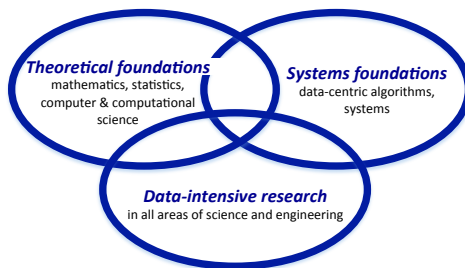 Theoretical foundations
mathematics, statistics,
computer & computational
science
Systems foundations
data-centric algorithms,
systems
Data-intensive research
in all areas of science and engineering